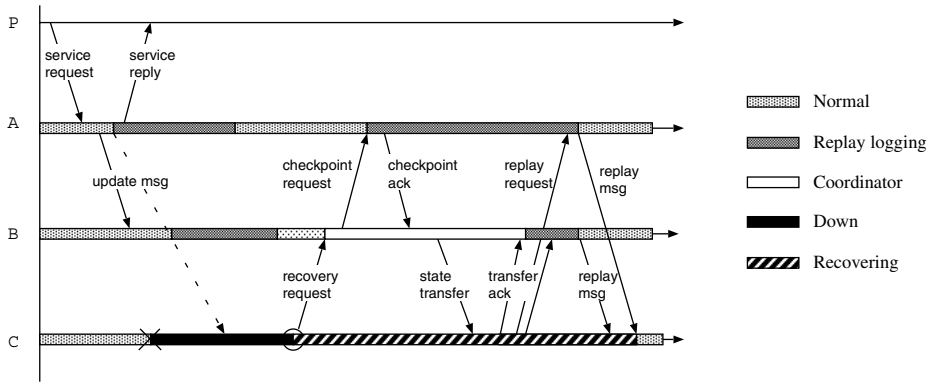 P
service
request
service
reply
A
update msg
checkpoint
request
checkpoint
ack
replay
request
replay
msg
B
recovery
request
state
transfer
transfer
ack
replay
msg
C
Normal
Replay logging
Coordinator
Down
Recovering